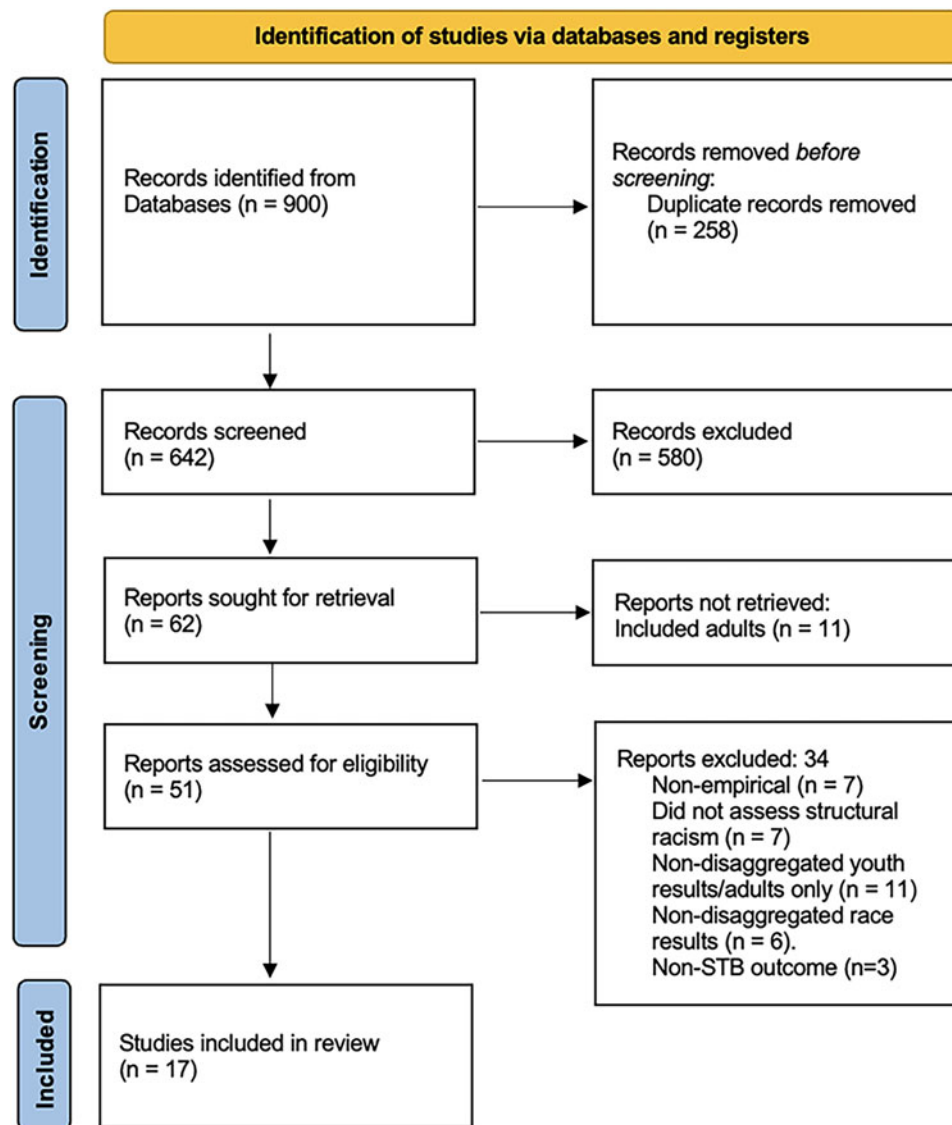 Identification of studies via databases and registers
Identification
Records identified from
Databases (n = 900)
Records removed before
screening:
Duplicate records removed
(n = 258)
Screening
Records screened
(n = 642)
Records excluded
(n = 580)
Reports sought for retrieval
(n = 62)
Reports not retrieved:
Included adults (n = 11)
Reports assessed for eligibility
(n = 51)
Reports excluded: 34
Non-empirical (n = 7)
Did not assess structural
racism (n = 7)
Non-disaggregated youth
results/adults only (n = 11)
Non-disaggregated race
results (n = 6).
Non-STB outcome (n=3)
Included
Studies included in review
(n = 17)